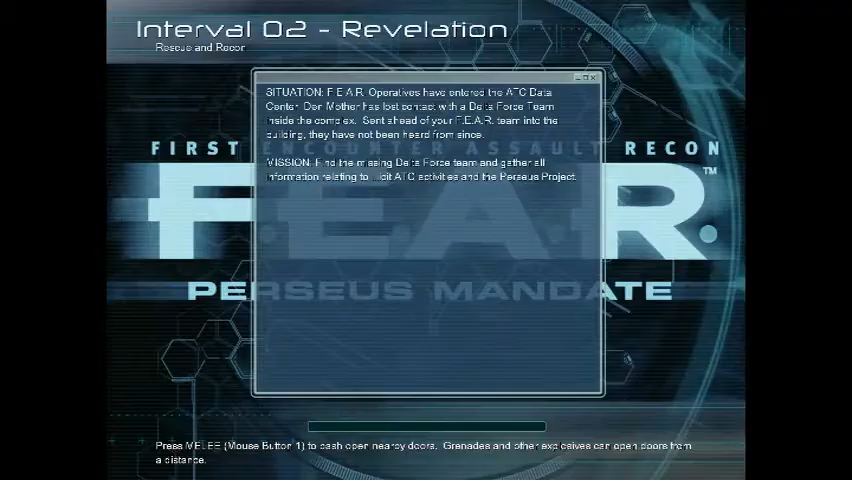 Interval 02 - Revelation
Rescue and Recon
SITUATION: F.E.A.R. Operatives have entered the ATC Data
Center. Den Mother has lost contact with a Delta Force Team
inside the complex.  Sent ahead of your F.E.A.R. team into the
building, they have not been heard from since.
FIRST ENCOUNTER ASSAULT RECON
MISSION: Find the missing Delta Force team and gather all
information relating to illicit ATC activities and the Perseus Project.
F.E.A.R.™
PERSEUS MANDATE
Press MELEE (Mouse Button 1) to bash open nearby doors.  Grenades and other explosives can open doors from
a distance.